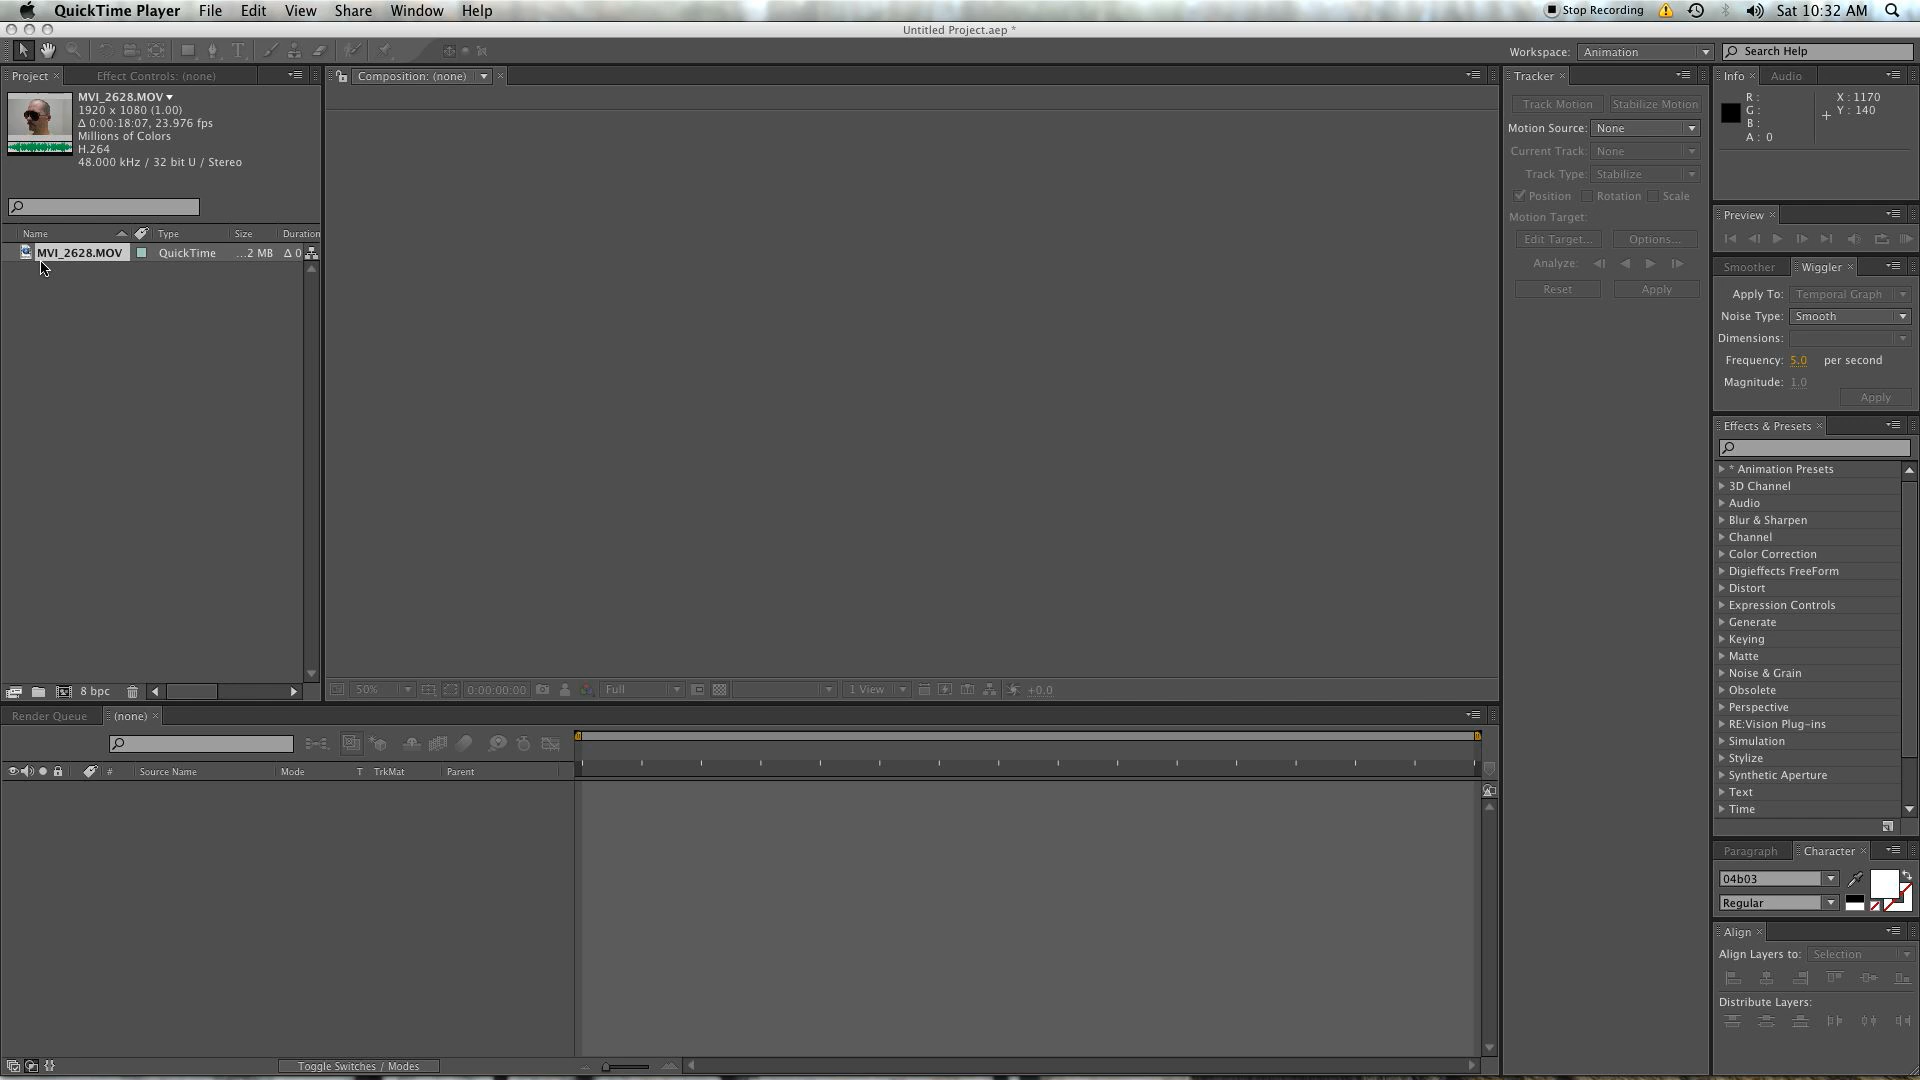 QuickTime Player File Edit View Share Window Help
Stop Recording Sat 10:32 AM
Untitled Project.aep *
Workspace: Animation Search Help
Project × Effect Controls: (none)
MVI_2628.MOV
1920 x 1080 (1.00)
Δ 0:00:18:07, 23.976 fps
Millions of Colors
H.264
48.000 kHz / 32 bit U / Stereo
Name Type Size Duration
MVI_2628.MOV QuickTime ...2 MB Δ 0
8 bpc
Composition: (none) ×
50% 0:00:00:00 Full 1 View +0.0
Tracker ×
Track Motion Stabilize Motion
Motion Source: None
Current Track: None
Track Type: Stabilize
Position Rotation Scale
Motion Target:
Edit Target... Options...
Analyze:
Reset Apply
Info × Audio
R : X : 1170
G : + Y : 140
B :
A : 0
Preview ×
Smoother Wiggler ×
Apply To: Temporal Graph
Noise Type: Smooth
Dimensions:
Frequency: 5.0 per second
Magnitude: 1.0
Apply
Effects & Presets ×
* Animation Presets
3D Channel
Audio
Blur & Sharpen
Channel
Color Correction
Digieffects FreeForm
Distort
Expression Controls
Generate
Keying
Matte
Noise & Grain
Obsolete
Perspective
RE:Vision Plug-ins
Simulation
Stylize
Synthetic Aperture
Text
Time
Paragraph Character ×
04b03
Regular
Align ×
Align Layers to: Selection
Distribute Layers:
Render Queue (none) ×
# Source Name Mode T TrkMat Parent
Toggle Switches / Modes